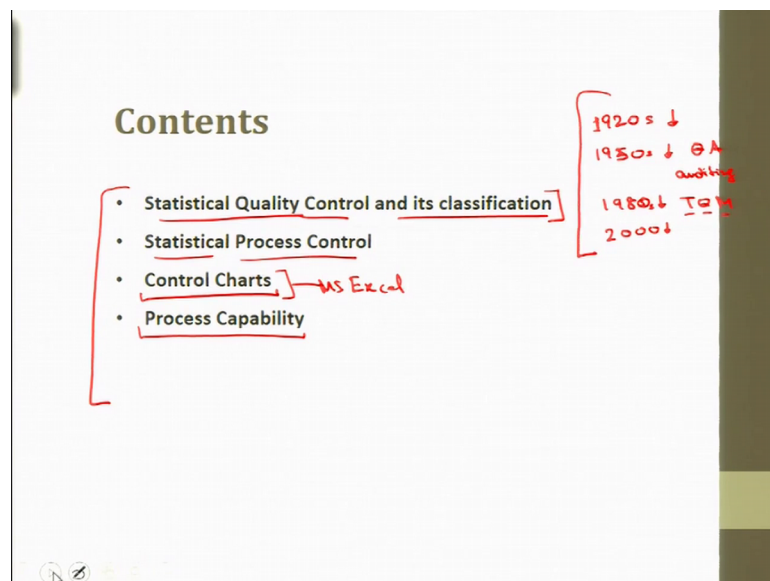 Contents
• Statistical Quality Control and its classification
• Statistical Process Control
• Control Charts MS Excel
• Process Capability
1920s ↓
1950s ↓ QA
auditing
1980s ↓ TQM
2000 ↓